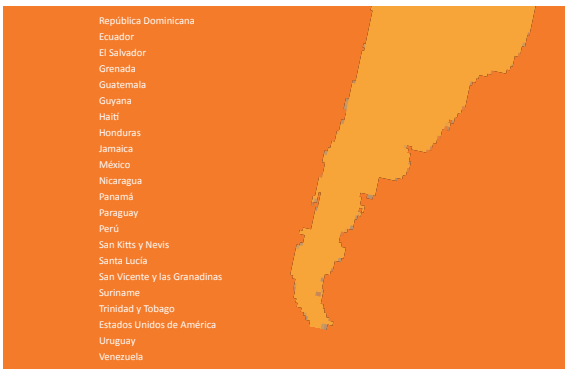 República Dominicana
Ecuador
El Salvador
Grenada
Guatemala
Guyana
Haití
Honduras
Jamaica
México
Nicaragua
Panamá
Paraguay
Perú
San Kitts y Nevis
Santa Lucía
San Vicente y las Granadinas
Suriname
Trinidad y Tobago
Estados Unidos de América
Uruguay
Venezuela